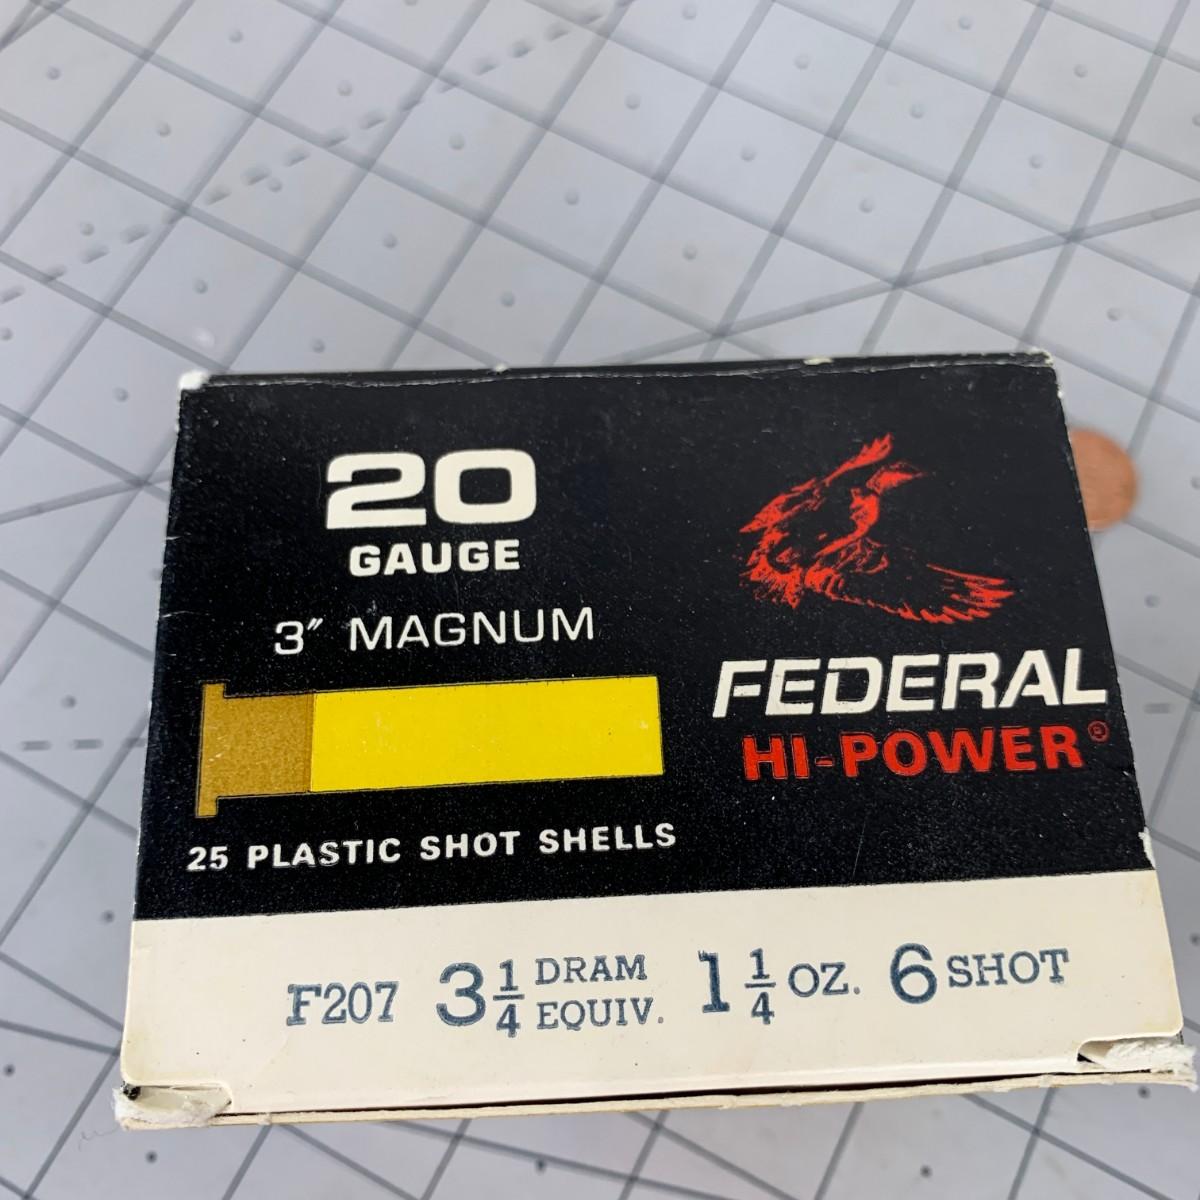 20
GAUGE
3" MAGNUM
25 PLASTIC SHOT SHELLS
FEDERAL
HI-POWER®
F207 3 1/4 DRAM EQUIV. 1 1/4 OZ. 6 SHOT